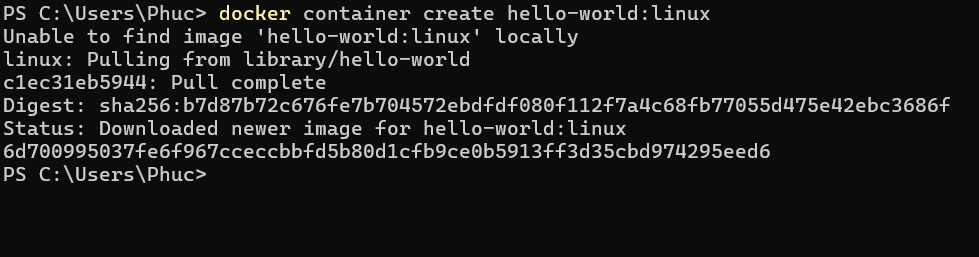 PS C:\Users\Phuc> docker container create hello-world:linux
Unable to find image 'hello-world:linux' locally
linux: Pulling from library/hello-world
c1ec31eb5944: Pull complete
Digest: sha256:b7d87b72c676fe7b704572ebdfdf080f112f7a4c68fb77055d475e42ebc3686f
Status: Downloaded newer image for hello-world:linux
6d700995037fe6f967cceccbbfd5b80d1cfb9ce0b5913ff3d35cbd974295eed6
PS C:\Users\Phuc>